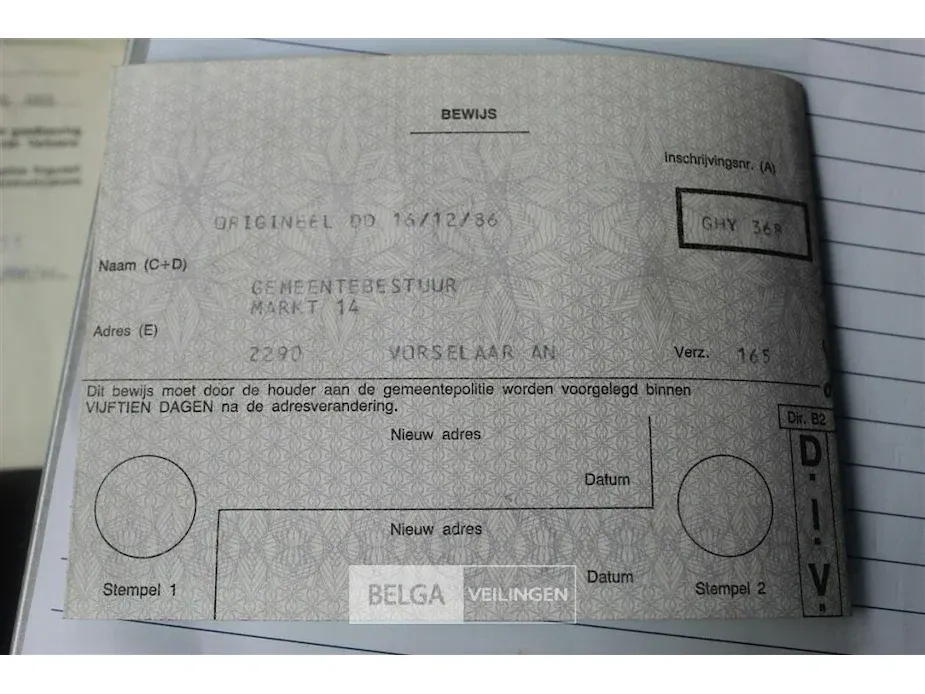 BEWIJS
Inschrijvingsnr. (A)
ORIGINEEL DD 16/12/86
GHY 368
Naam (C+D)
GEMEENTEBESTUUR
MARKT 14
Adres (E)
2290 VORSELAAR AN
Verz. 165
Dit bewijs moet door de houder aan de gemeentepolitie worden voorgelegd binnen
VIJFTIEN DAGEN na de adresverandering.
Dir. B2
Nieuw adres
D.I.V.
Datum
Nieuw adres
Datum
Stempel 1
Stempel 2
BELGA VEILINGEN